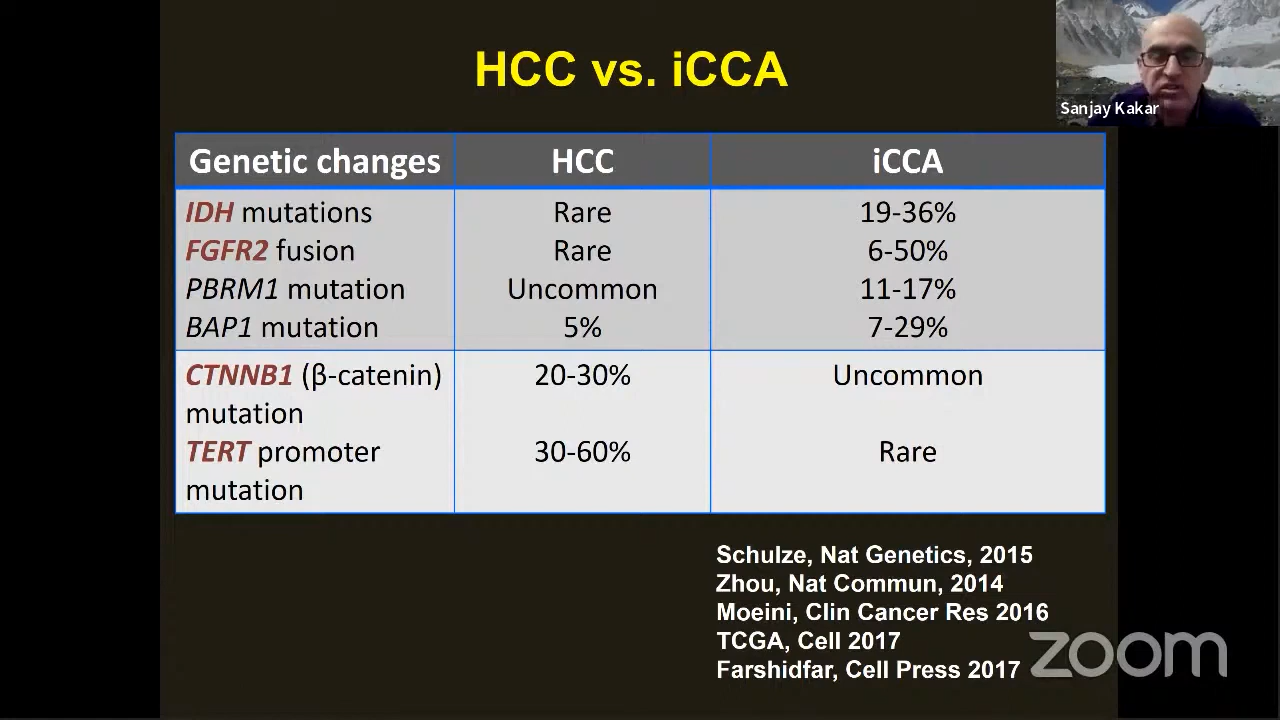 HCC vs. iCCA
Sanjay Kakar
Genetic changes HCC iCCA
IDH mutations Rare 19-36%
FGFR2 fusion Rare 6-50%
PBRM1 mutation Uncommon 11-17%
BAP1 mutation 5% 7-29%
CTNNB1 (β-catenin) 20-30% Uncommon
mutation
TERT promoter 30-60% Rare
mutation
Schulze, Nat Genetics, 2015
Zhou, Nat Commun, 2014
Moeini, Clin Cancer Res 2016
TCGA, Cell 2017
Farshidfar, Cell Press 2017
zoom